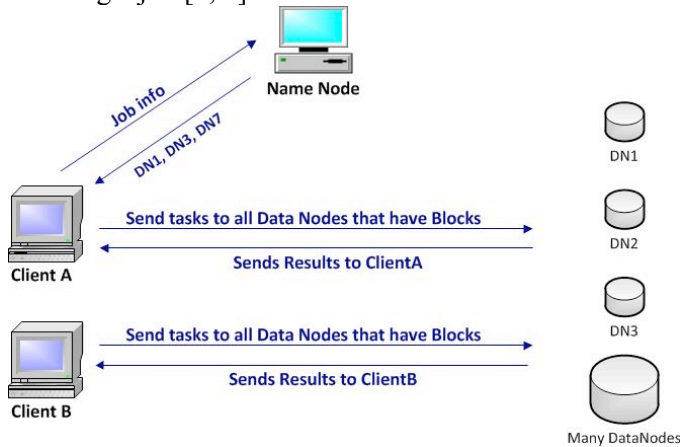 Name Node
Job info
DN1, DN3, DN7
DN1
Send tasks to all Data Nodes that have Blocks
DN2
Sends Results to ClientA
Client A
DN3
Send tasks to all Data Nodes that have Blocks
Sends Results to ClientB
Client B
Many DataNodes